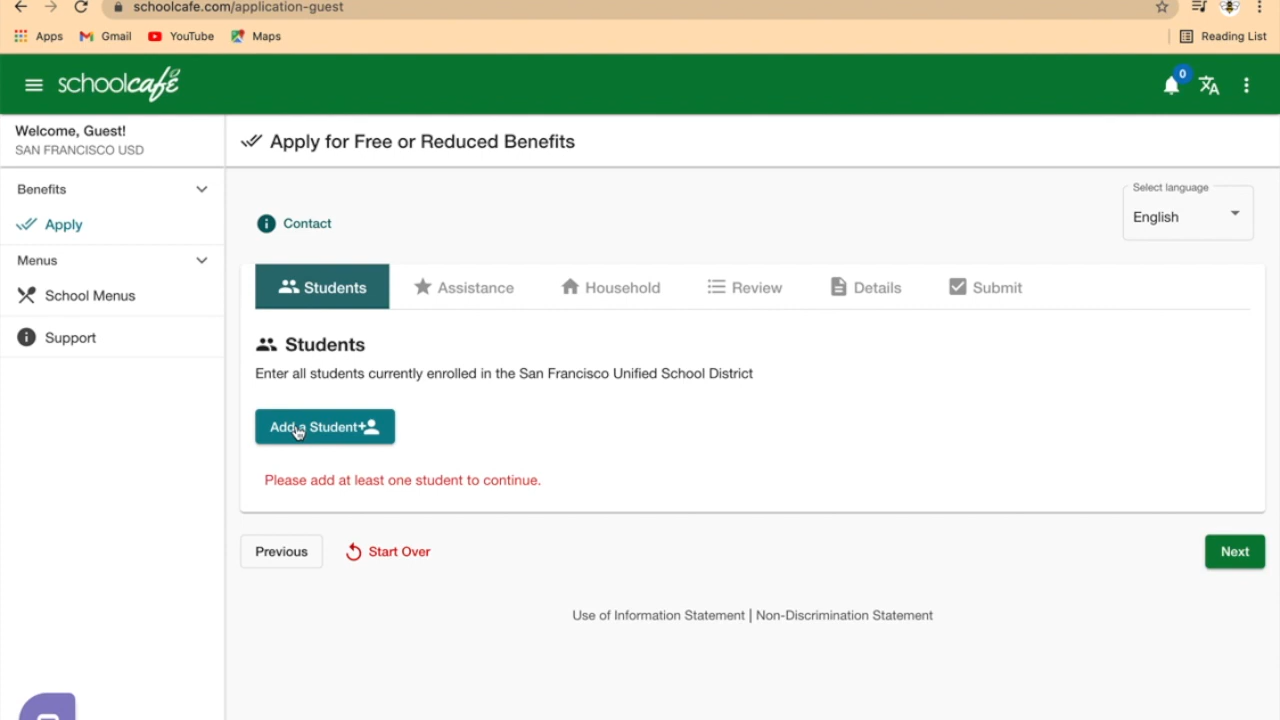 schoolcafe.com/application-guest
Apps Gmail YouTube Maps Reading List
schoolcafé 0
Welcome, Guest!
SAN FRANCISCO USD
Apply for Free or Reduced Benefits
Benefits
Apply
Menus
School Menus
Support
Contact
Select language
English
Students Assistance Household Review Details Submit
Students
Enter all students currently enrolled in the San Francisco Unified School District
Add a Student
Please add at least one student to continue.
Previous Start Over Next
Use of Information Statement | Non-Discrimination Statement